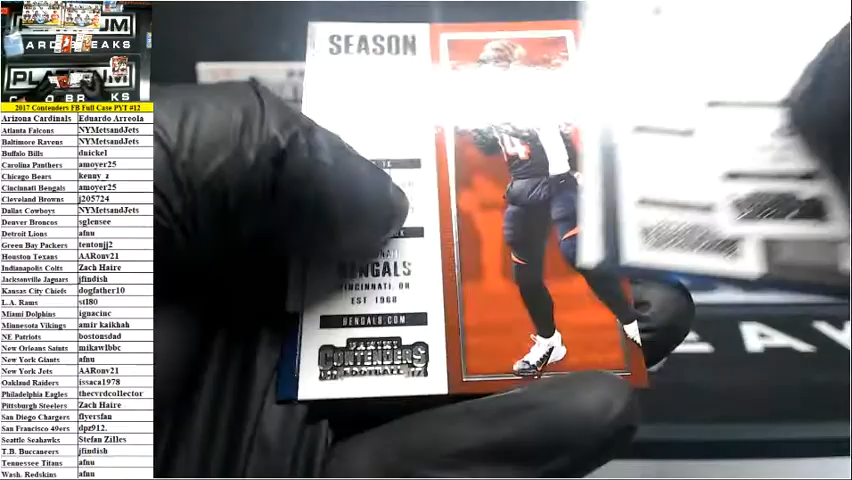 2017 Contenders FB Full Case PYT #12
Arizona Cardinals Eduardo Arreola
Atlanta Falcons NYMetsandJets
Baltimore Ravens NYMetsandJets
Buffalo Bills dnickel
Carolina Panthers amoyer25
Chicago Bears kenny_z
Cincinnati Bengals amoyer25
Cleveland Browns j205724
Dallas Cowboys NYMetsandJets
Denver Broncos sglensee
Detroit Lions afnu
Green Bay Packers tentonjj2
Houston Texans AARonv21
Indianapolis Colts Zach Haire
Jacksonville Jaguars jfindish
Kansas City Chiefs dogfather10
L.A. Rams stl80
Miami Dolphins ignacinc
Minnesota Vikings amir kaikhah
NE Patriots bostonsdad
New Orleans Saints mikawlbbc
New York Giants afnu
New York Jets AARonv21
Oakland Raiders issaca1978
Philadelphia Eagles thecvrdcollector
Pittsburgh Steelers Zach Haire
San Diego Chargers flyersfan
San Francisco 49ers dpz912.
Seattle Seahawks Stefan Zilles
T.B. Buccaneers jfindish
Tennessee Titans afnu
Wash. Redskins afnu
SEASON
14
BENGALS
CINCINNATI, OH
EST 1968
BENGALS.COM
PANINI
CONTENDERS
FOOTBALL